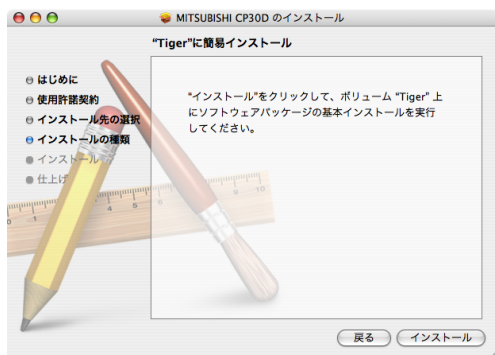 MITSUBISHI CP30D のインストール
“Tiger”に簡易インストール
はじめに
使用許諾契約
インストール先の選択
インストールの種類
インストール
仕上げ
“インストール”をクリックして、ボリューム “Tiger” 上
にソフトウェアパッケージの基本インストールを実行
してください。
0 1 4 5 9 10
戻る インストール